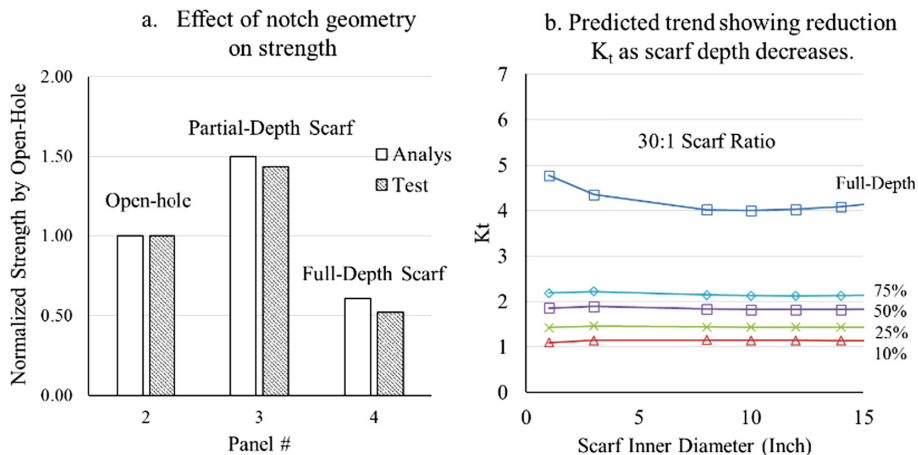 a. Effect of notch geometry
on strength
2.00
1.50
1.00
0.50
0.00
Normalized Strength by Open-Hole
Open-hole
Partial-Depth Scarf
Full-Depth Scarf
Analys
Test
2
3
4
Panel #
b. Predicted trend showing reduction
Kt as scarf depth decreases.
7
6
5
4
3
2
1
0
Kt
30:1 Scarf Ratio
Full-Depth
75%
50%
25%
10%
0
5
10
15
Scarf Inner Diameter (Inch)